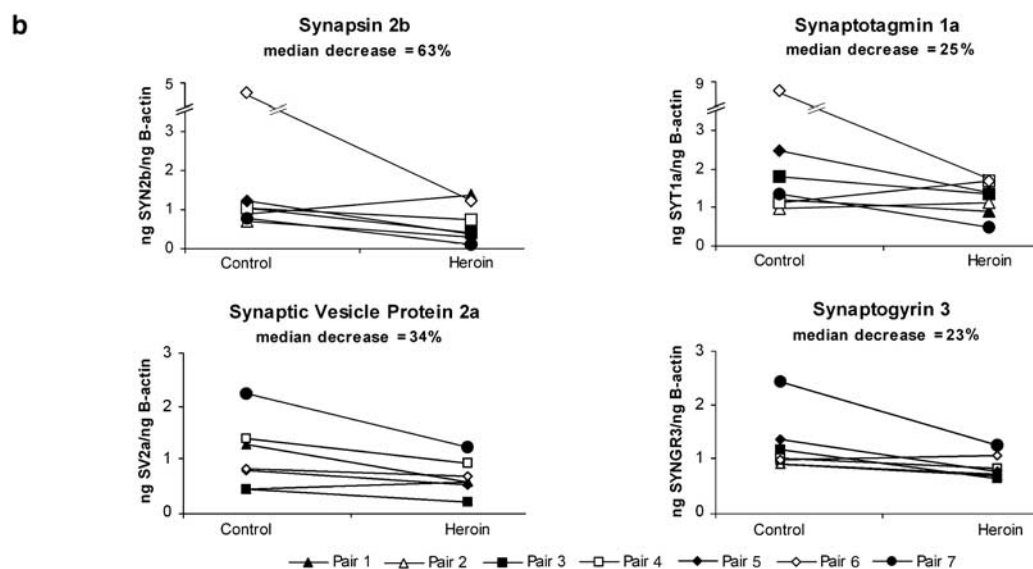 b
Synapsin 2b
median decrease = 63%
ng SYN2b/ng B-actin
5
3
2
1
0
Control
Heroin
Synaptotagmin 1a
median decrease = 25%
ng SYT1a/ng B-actin
9
3
2
1
0
Control
Heroin
Synaptic Vesicle Protein 2a
median decrease = 34%
ng SV2a/ng B-actin
3
2
1
0
Control
Heroin
Synaptogyrin 3
median decrease = 23%
ng SYNGR3/ng B-actin
3
2
1
0
Control
Heroin
Pair 1 Pair 2 Pair 3 Pair 4 Pair 5 Pair 6 Pair 7